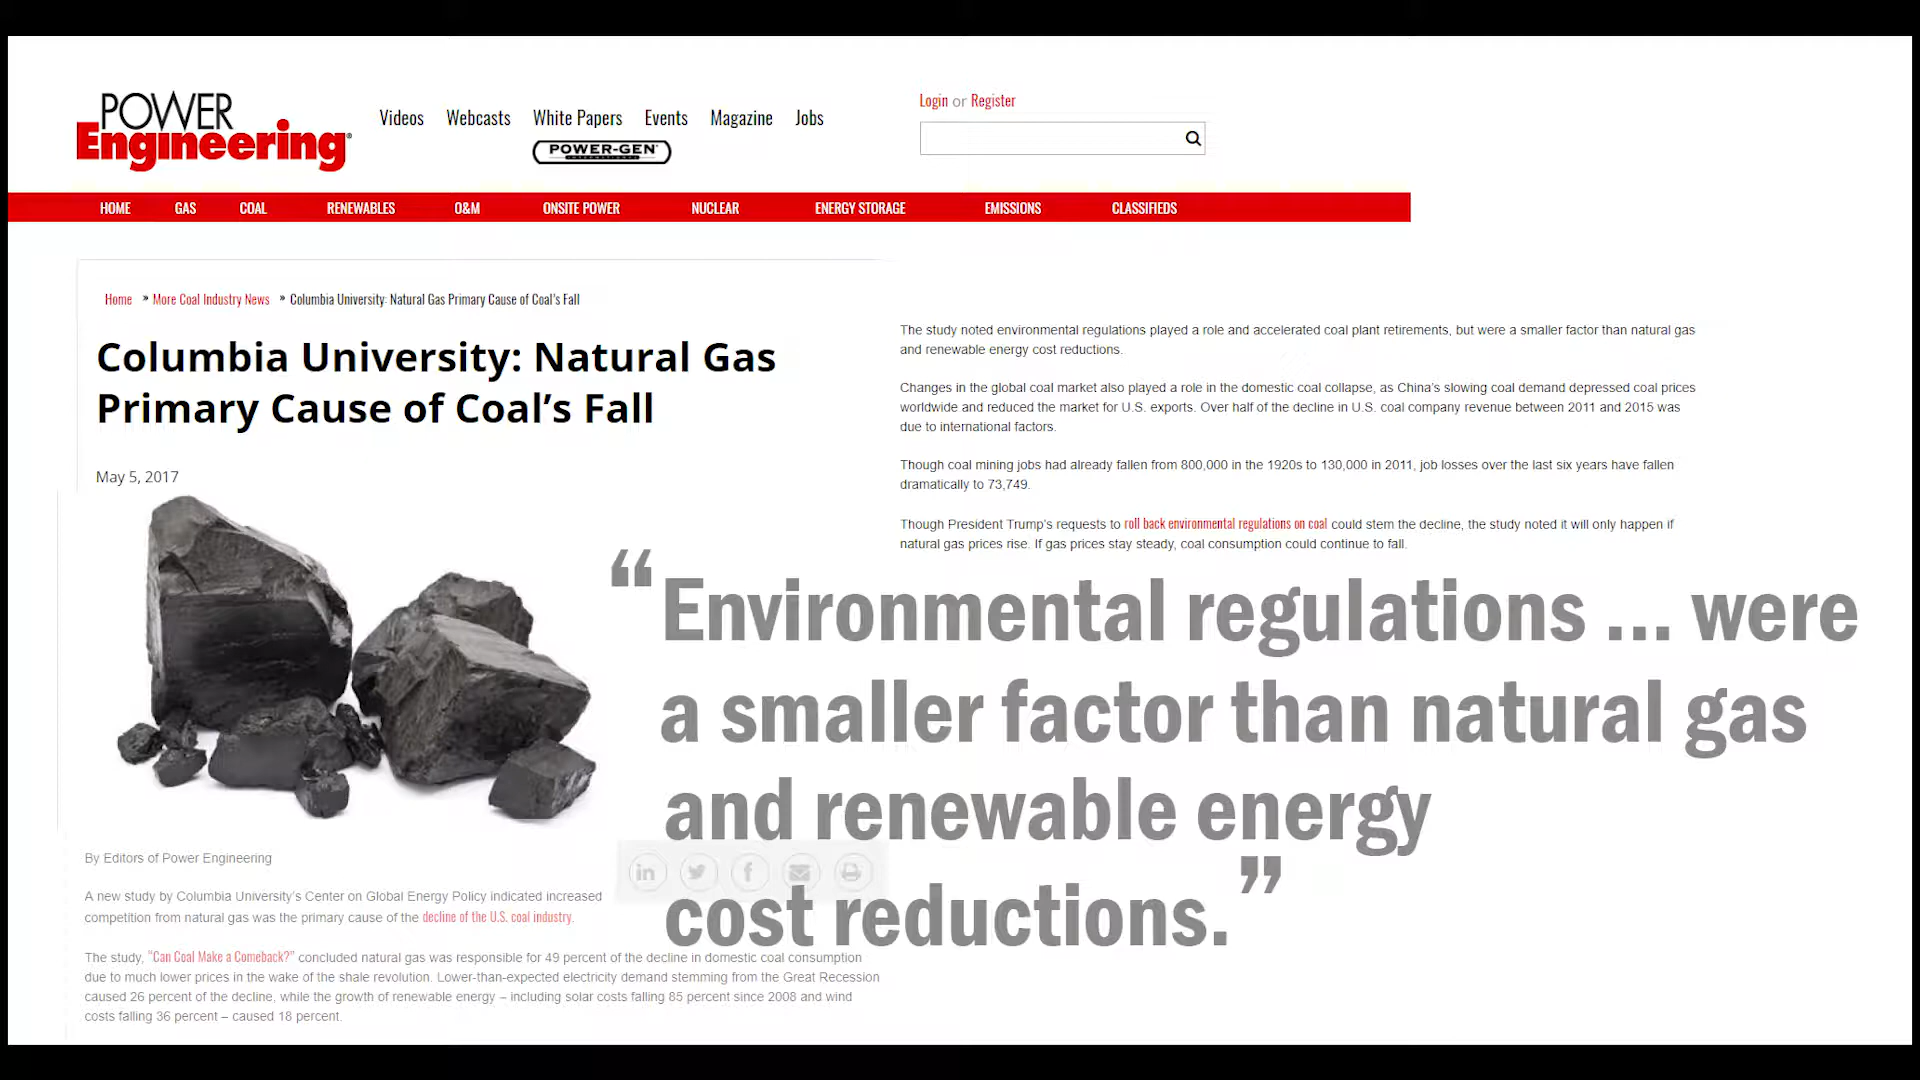 POWER
Engineering
Videos Webcasts White Papers Events Magazine Jobs
POWER-GEN
INTERNATIONAL
Login or Register
HOME GAS COAL RENEWABLES O&M ONSITE POWER NUCLEAR ENERGY STORAGE EMISSIONS CLASSIFIEDS
Home » More Coal Industry News » Columbia University: Natural Gas Primary Cause of Coal’s Fall
Columbia University: Natural Gas
Primary Cause of Coal’s Fall
May 5, 2017
By Editors of Power Engineering
A new study by Columbia University’s Center on Global Energy Policy indicated increased
competition from natural gas was the primary cause of the decline of the U.S. coal industry.
The study, “Can Coal Make a Comeback?” concluded natural gas was responsible for 49 percent of the decline in domestic coal consumption
due to much lower prices in the wake of the shale revolution. Lower-than-expected electricity demand stemming from the Great Recession
caused 26 percent of the decline, while the growth of renewable energy – including solar costs falling 85 percent since 2008 and wind
costs falling 36 percent – caused 18 percent.
The study noted environmental regulations played a role and accelerated coal plant retirements, but were a smaller factor than natural gas
and renewable energy cost reductions.
Changes in the global coal market also played a role in the domestic coal collapse, as China’s slowing coal demand depressed coal prices
worldwide and reduced the market for U.S. exports. Over half of the decline in U.S. coal company revenue between 2011 and 2015 was
due to international factors.
Though coal mining jobs had already fallen from 800,000 in the 1920s to 130,000 in 2011, job losses over the last six years have fallen
dramatically to 73,749.
Though President Trump’s requests to roll back environmental regulations on coal could stem the decline, the study noted it will only happen if
natural gas prices rise. If gas prices stay steady, coal consumption could continue to fall.
“Environmental regulations ... were
a smaller factor than natural gas
and renewable energy
cost reductions.”